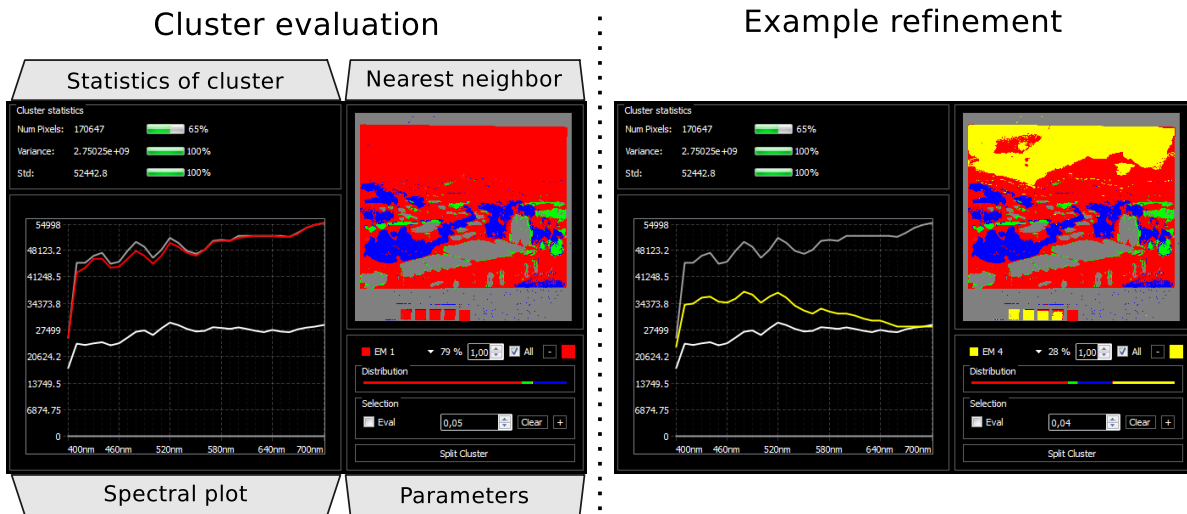 Cluster evaluation
Example refinement
Statistics of cluster
Nearest neighbor
Cluster statistics
Num Pixels: 170647 65%
Variance: 2.75025e+09 100%
Std: 52442.8 100%
54998
48123.2
41248.5
34373.8
27499
20624.2
13749.5
6874.75
0
400nm 460nm 520nm 580nm 640nm 700nm
EM 1 79 % 1,00 All -
Distribution
Selection
Eval 0,05 Clear +
Split Cluster
Spectral plot
Parameters
Cluster statistics
Num Pixels: 170647 65%
Variance: 2.75025e+09 100%
Std: 52442.8 100%
54998
48123.2
41248.5
34373.8
27499
20624.2
13749.5
6874.75
0
400nm 460nm 520nm 580nm 640nm 700nm
EM 4 28 % 1,00 All -
Distribution
Selection
Eval 0,04 Clear +
Split Cluster